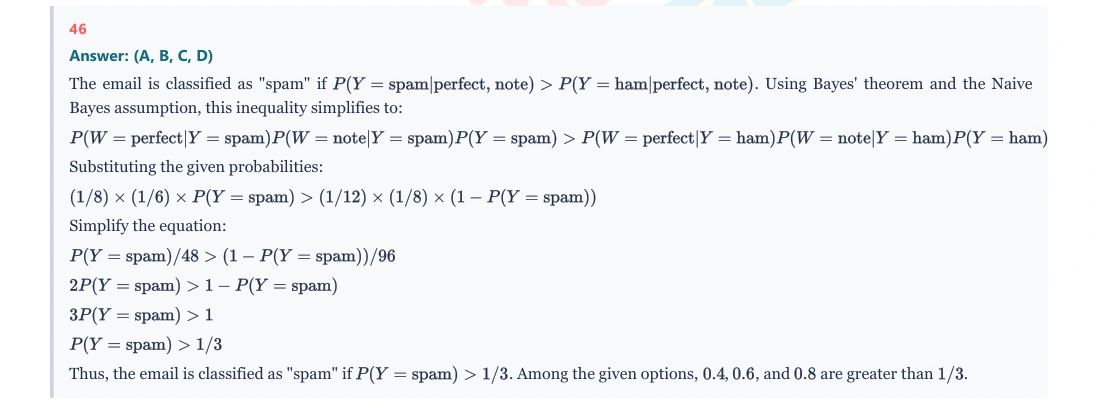 46
Answer: (A, B, C, D)
The email is classified as "spam" if P(Y = spam|perfect, note) > P(Y = ham|perfect, note). Using Bayes' theorem and the Naive
Bayes assumption, this inequality simplifies to:
P(W = perfect|Y = spam)P(W = note|Y = spam)P(Y = spam) > P(W = perfect|Y = ham)P(W = note|Y = ham)P(Y = ham)
Substituting the given probabilities:
(1/8) × (1/6) × P(Y = spam) > (1/12) × (1/8) × (1 − P(Y = spam))
Simplify the equation:
P(Y = spam)/48 > (1 − P(Y = spam))/96
2P(Y = spam) > 1 − P(Y = spam)
3P(Y = spam) > 1
P(Y = spam) > 1/3
Thus, the email is classified as "spam" if P(Y = spam) > 1/3. Among the given options, 0.4, 0.6, and 0.8 are greater than 1/3.